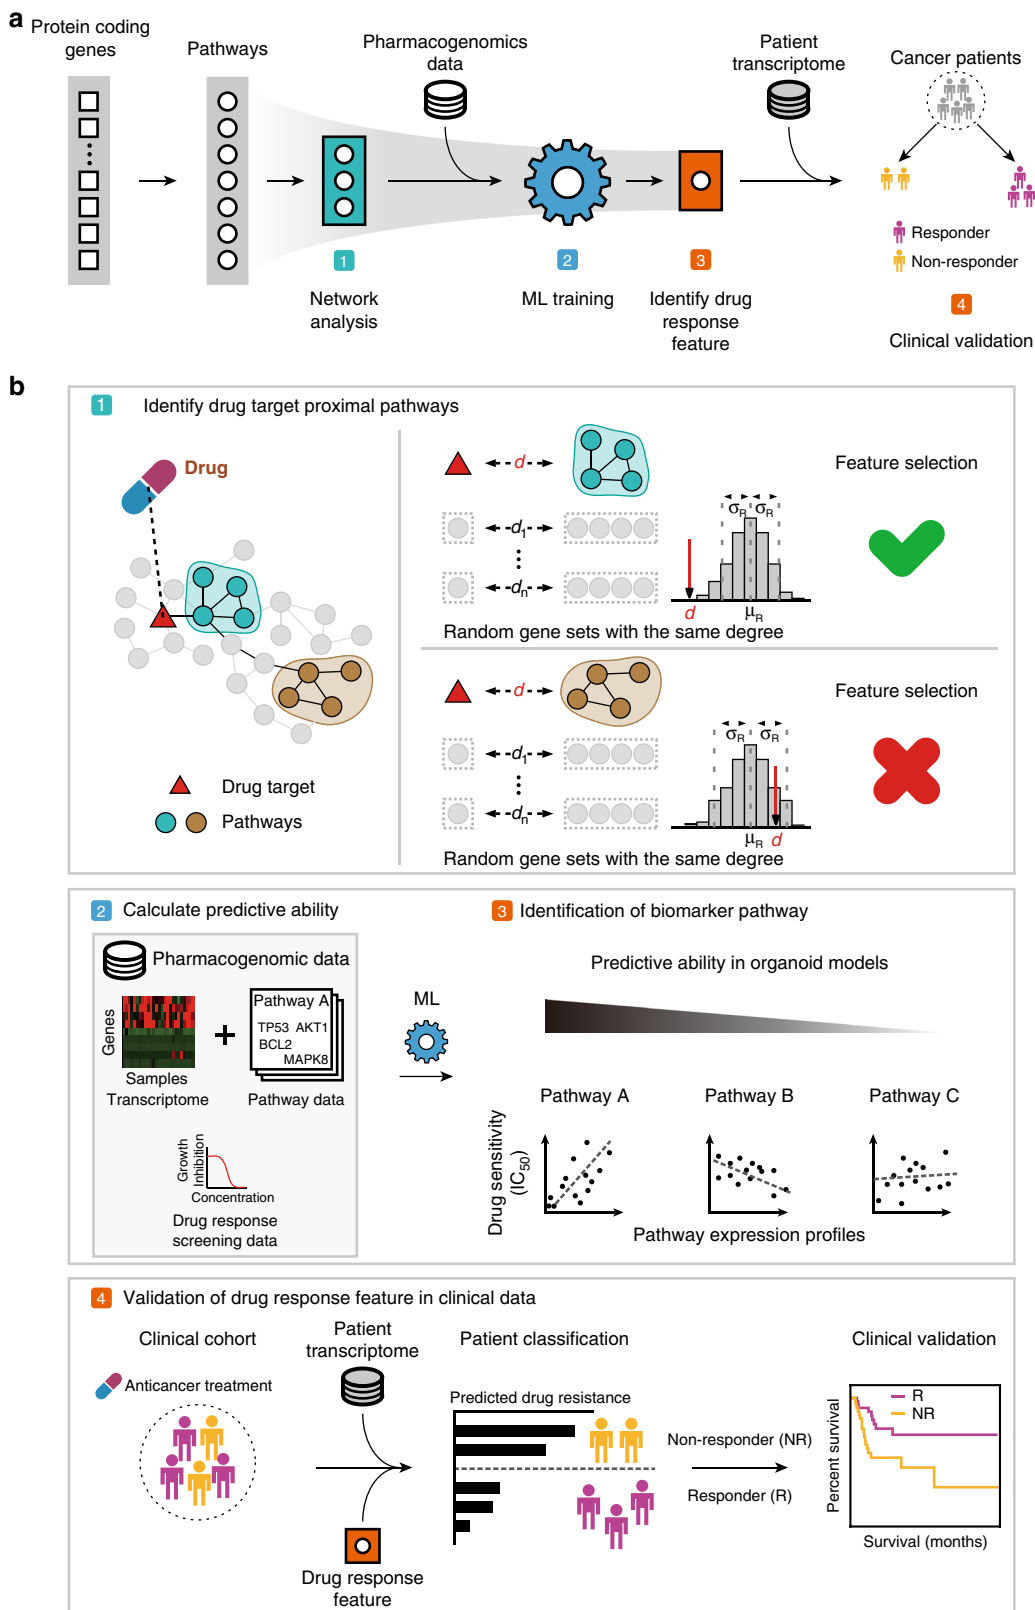 a
Protein coding
genes
Pathways
Pharmacogenomics
data
Patient
transcriptome
Cancer patients
Responder
Non-responder
1
Network
analysis
2
ML training
3
Identify drug
response
feature
4
Clinical validation
b
1 Identify drug target proximal pathways
Drug
Drug target
Pathways
d
d1
dn
σR σR
d
μR
Feature selection
Random gene sets with the same degree
d
d1
dn
σR σR
μR d
Feature selection
Random gene sets with the same degree
2 Calculate predictive ability
Pharmacogenomic data
Genes
Samples
Transcriptome
+
Pathway A
TP53 AKT1
BCL2
MAPK8
Pathway data
Growth
Inhibition
Concentration
Drug response
screening data
ML
3 Identification of biomarker pathway
Predictive ability in organoid models
Pathway A
Pathway B
Pathway C
Drug sensitivity
(IC50)
Pathway expression profiles
4 Validation of drug response feature in clinical data
Clinical cohort
Anticancer treatment
Patient
transcriptome
Drug response
feature
Patient classification
Predicted drug resistance
Non-responder (NR)
Responder (R)
Clinical validation
R
NR
Percent survival
Survival (months)